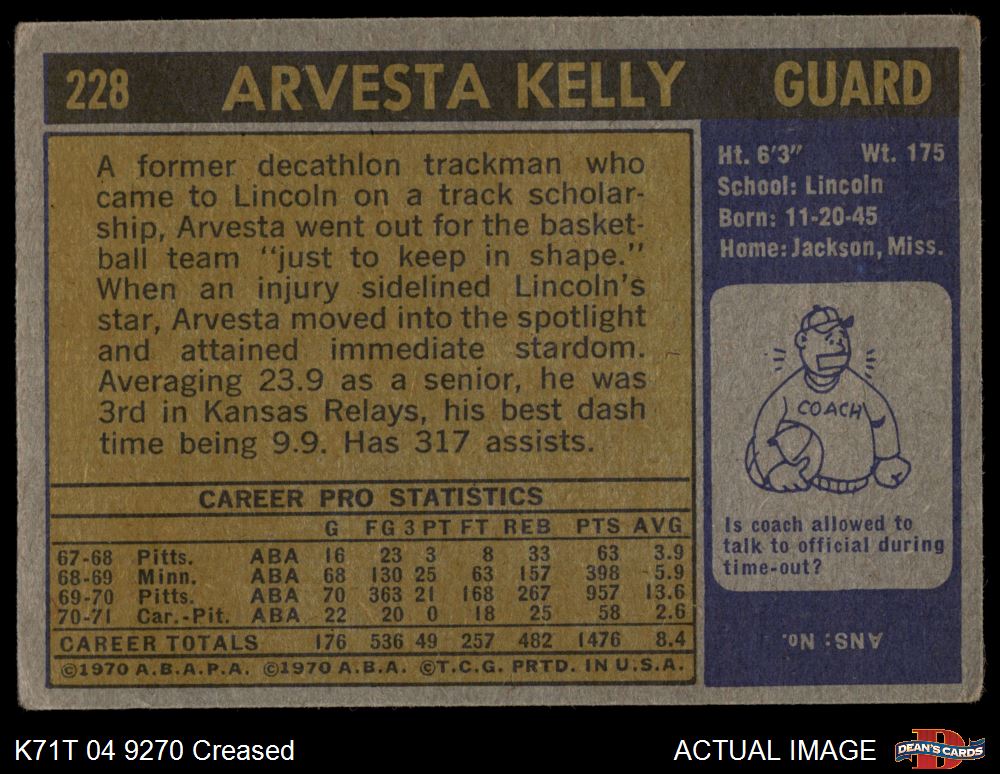 228 ARVESTA KELLY GUARD
A former decathlon trackman who
came to Lincoln on a track scholar-
ship, Arvesta went out for the basket-
ball team "just to keep in shape."
When an injury sidelined Lincoln's
star, Arvesta moved into the spotlight
and attained immediate stardom.
Averaging 23.9 as a senior, he was
3rd in Kansas Relays, his best dash
time being 9.9. Has 317 assists.
CAREER PRO STATISTICS
G FG 3 PT FT REB PTS AVG
67-68 Pitts. ABA 16 23 3 8 33 63 3.9
68-69 Minn. ABA 68 130 25 63 157 398 5.9
69-70 Pitts. ABA 70 363 21 168 267 957 13.6
70-71 Car.-Pit. ABA 22 20 0 18 25 58 2.6
CAREER TOTALS 176 536 49 257 482 1476 8.4
©1970 A.B.A.P.A. ©1970 A.B.A. ©T.C.G. PRTD. IN U.S.A.
Ht. 6'3" Wt. 175
School: Lincoln
Born: 11-20-45
Home: Jackson, Miss.
COACH
Is coach allowed to
talk to official during
time-out?
ANS: No.
K71T 04 9270 Creased
ACTUAL IMAGE
D
DEAN'S CARDS